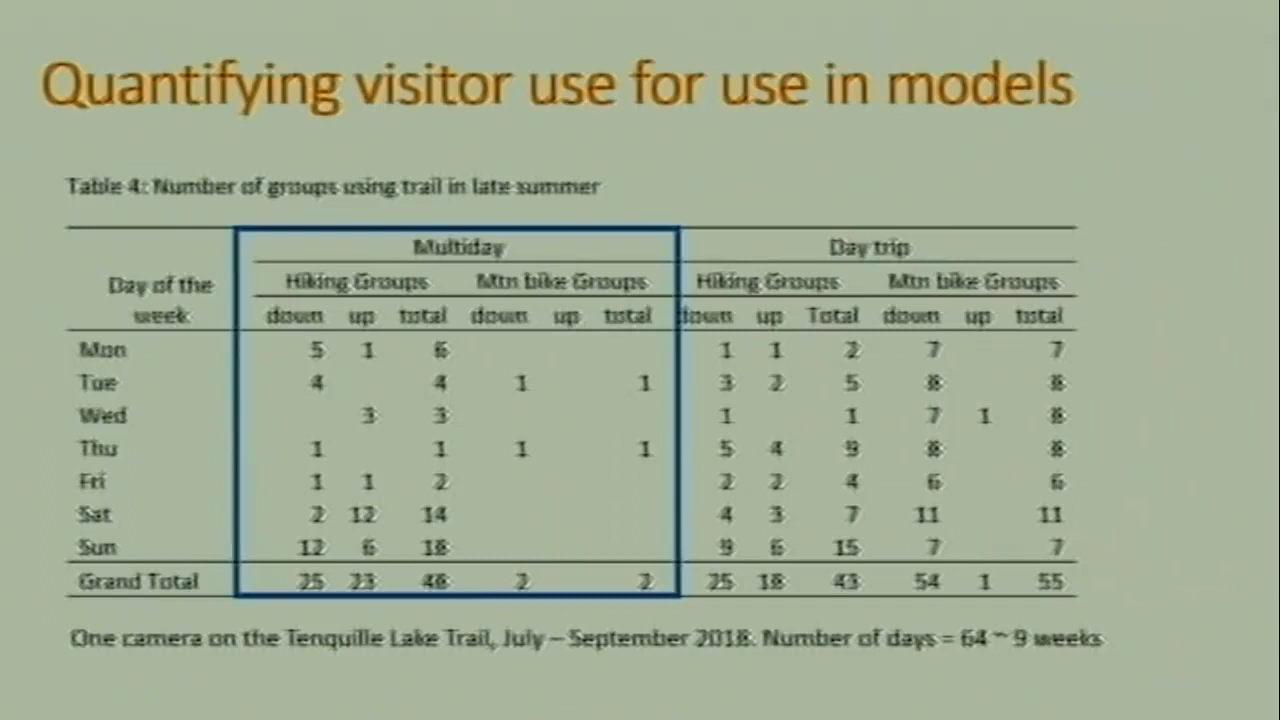 Quantifying visitor use for use in models
Table 4: Number of groups using trail in late summer
Multiday Day trip
Day of the week Hiking Groups Mtn bike Groups Hiking Groups Mtn bike Groups
down up total down up total down up Total down up total
Mon 5 1 6 1 1 2 7 7
Tue 4 4 1 1 3 2 5 8 8
Wed 3 3 1 1 7 1 8
Thu 1 1 1 1 5 4 9 8 8
Fri 1 1 2 2 2 4 6 6
Sat 2 12 14 4 3 7 11 11
Sun 12 6 18 9 6 15 7 7
Grand Total 25 23 48 2 2 25 18 43 54 1 55
One camera on the Tenquille Lake Trail, July – September 2018. Number of days = 64 ~ 9 weeks